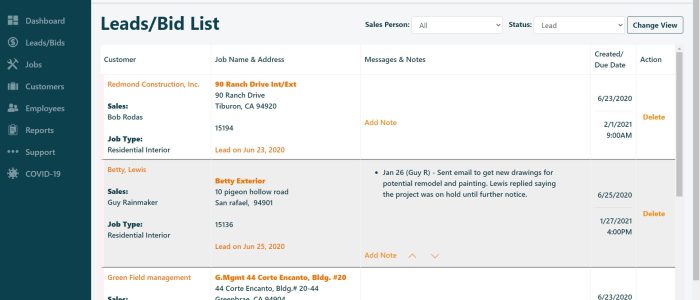 Dashboard
Leads/Bids
Jobs
Customers
Employees
Reports
Support
COVID-19
Leads/Bid List
Sales Person: All Status: Lead Change View
Customer Job Name & Address Messages & Notes Created/ Due Date Action
Redmond Construction, Inc.
Sales:
Bob Rodas
Job Type:
Residential Interior
90 Ranch Drive Int/Ext
90 Ranch Drive
Tiburon, CA 94920
15194
Lead on Jun 23, 2020
Add Note
6/23/2020
2/1/2021
9:00AM
Delete
Betty, Lewis
Sales:
Guy Rainmaker
Job Type:
Residential Interior
Betty Exterior
10 pigeon hollow road
San rafael, 94901
15136
Lead on Jun 25, 2020
• Jan 26 (Guy R) - Sent email to get new drawings for
potential remodel and painting. Lewis replied saying
the project was on hold until further notice.
Add Note
6/25/2020
1/27/2021
4:00PM
Delete
Green Field management
Sales:
G.Mgmt 44 Corte Encanto, Bldg. #20
44 Corte Encanto, Bldg.# 20-44
Greenbrae, CA 94904
6/23/2020